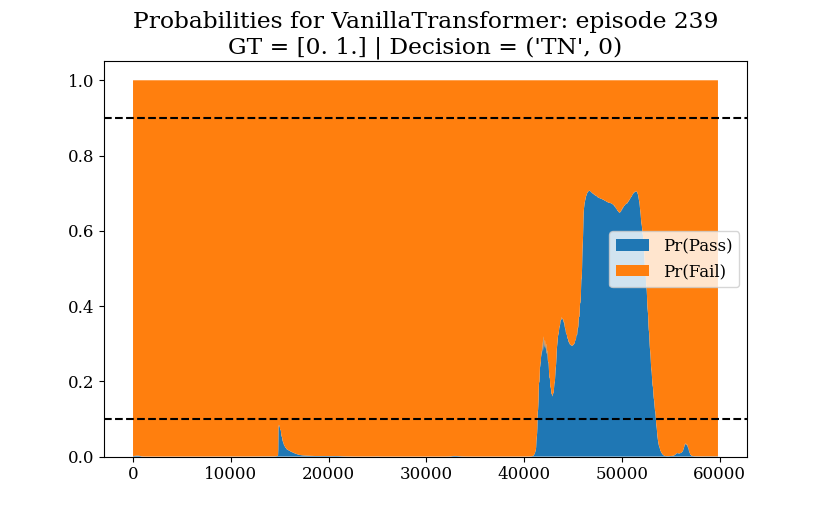 Probabilities for VanillaTransformer: episode 239
GT = [0. 1.] | Decision = ('TN', 0)
1.0
0.8
0.6
0.4
0.2
0.0
Pr(Pass)
Pr(Fail)
0 10000 20000 30000 40000 50000 60000